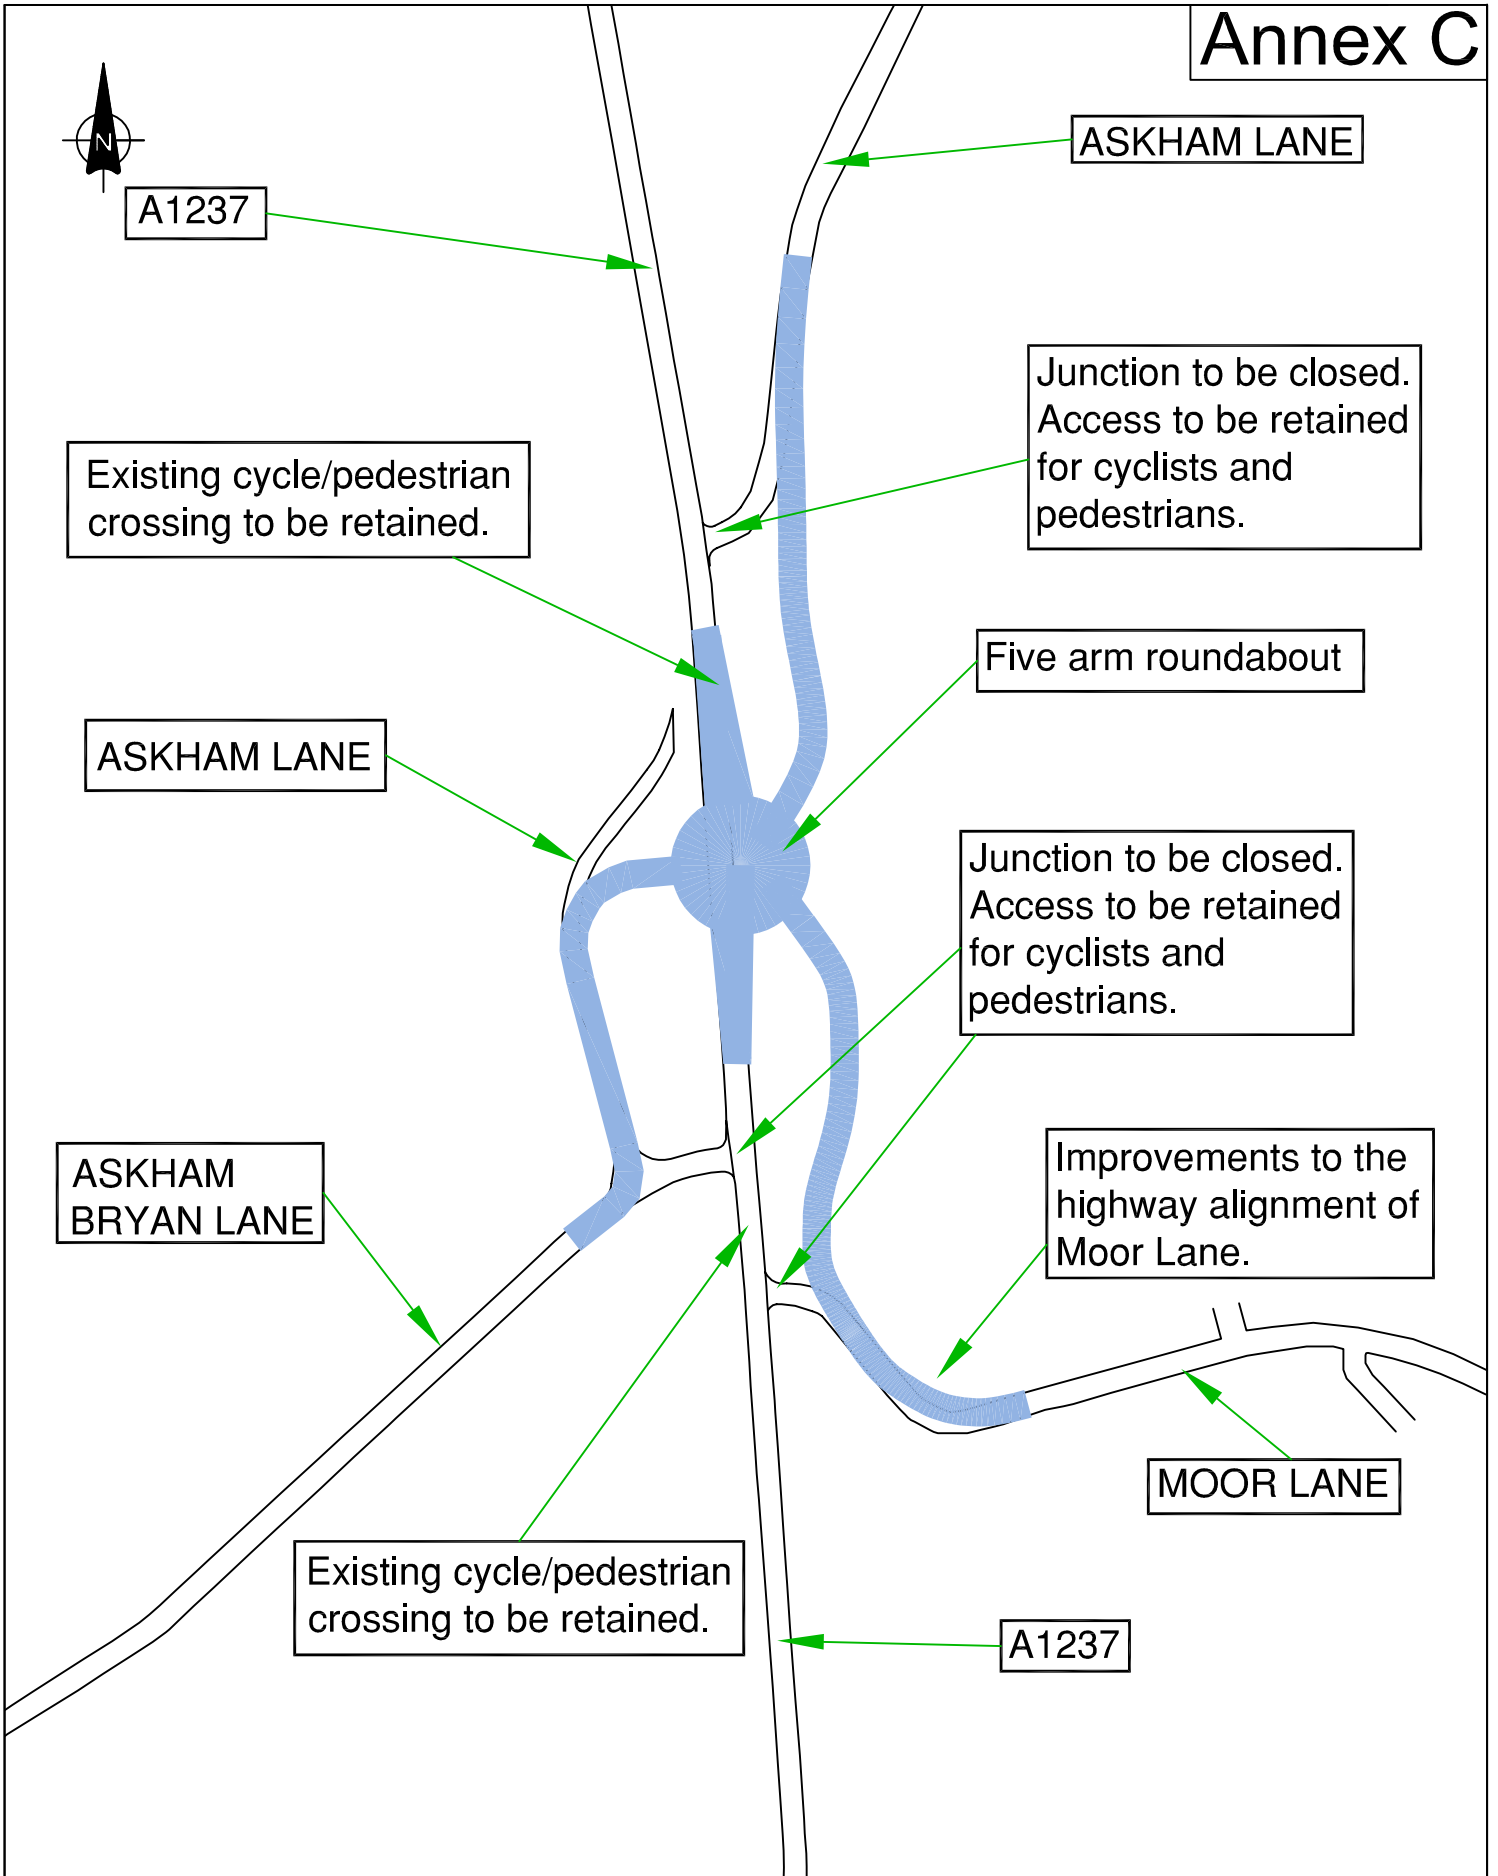 Annex C
N
ASKHAM LANE
A1237
Junction to be closed.
Access to be retained
for cyclists and
pedestrians.
Existing cycle/pedestrian
crossing to be retained.
Five arm roundabout
ASKHAM LANE
Junction to be closed.
Access to be retained
for cyclists and
pedestrians.
ASKHAM
BRYAN LANE
Improvements to the
highway alignment of
Moor Lane.
MOOR LANE
Existing cycle/pedestrian
crossing to be retained.
A1237